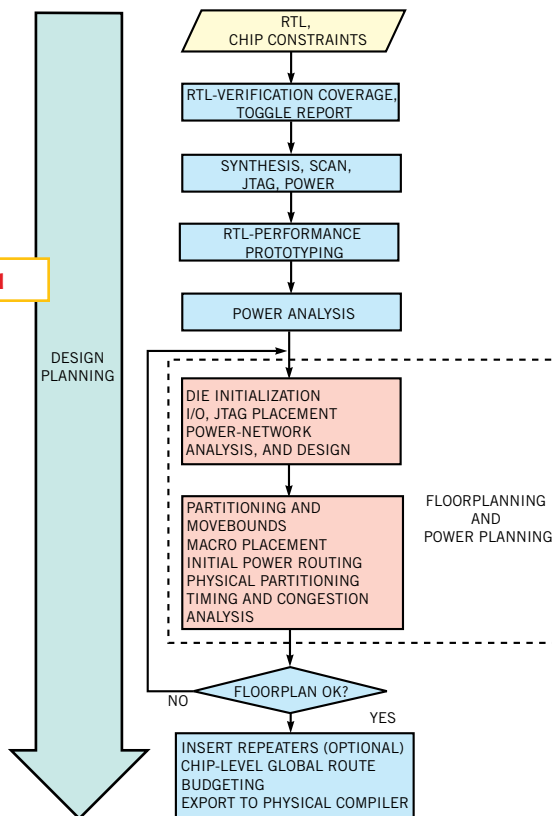 RTL,
CHIP CONSTRAINTS
RTL-VERIFICATION COVERAGE,
TOGGLE REPORT
SYNTHESIS, SCAN,
JTAG, POWER
RTL-PERFORMANCE
PROTOTYPING
POWER ANALYSIS
DESIGN
PLANNING
DIE INITIALIZATION
I/O, JTAG PLACEMENT
POWER-NETWORK
ANALYSIS, AND DESIGN
PARTITIONING AND
MOVEBOUNDS
MACRO PLACEMENT
INITIAL POWER ROUTING
PHYSICAL PARTITIONING
TIMING AND CONGESTION
ANALYSIS
FLOORPLANNING
AND
POWER PLANNING
FLOORPLAN OK?
NO
YES
INSERT REPEATERS (OPTIONAL)
CHIP-LEVEL GLOBAL ROUTE
BUDGETING
EXPORT TO PHYSICAL COMPILER